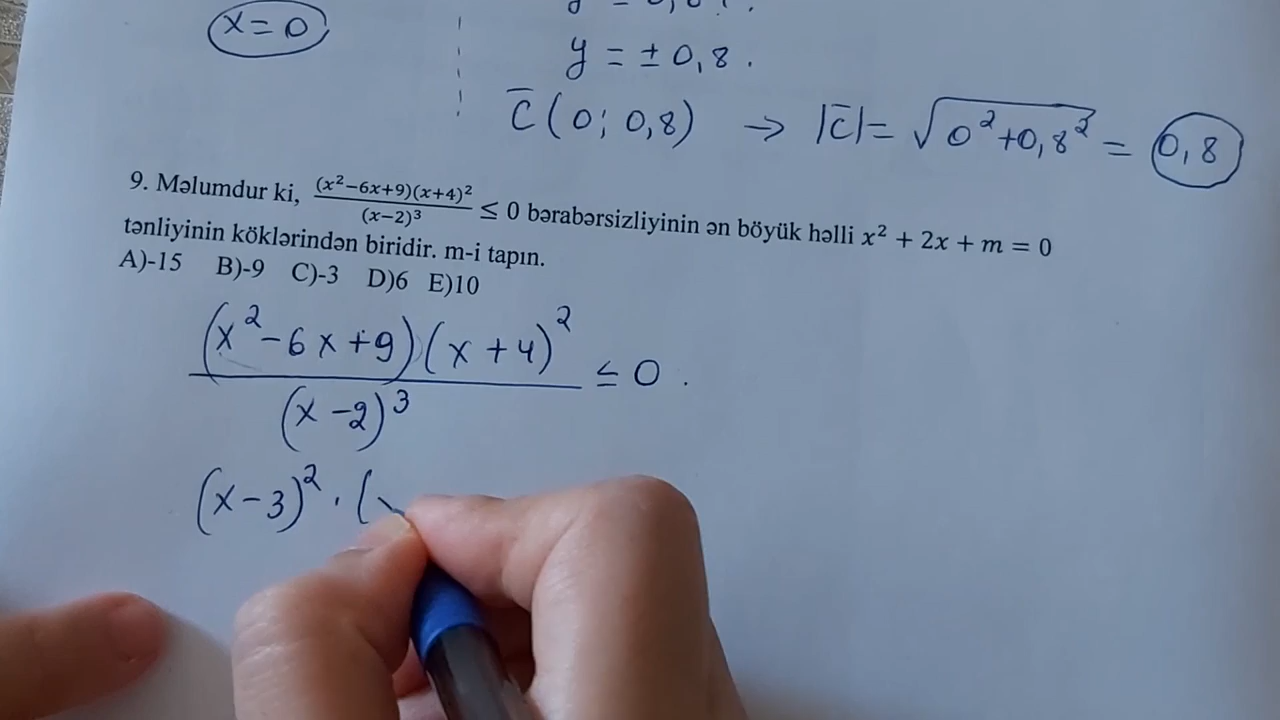 x = 0
y = ± 0,8 .
c̅ (0; 0,8) → |c̅| = √0² + 0,8² = 0,8
9. Məlumdur ki, (x²−6x+9)(x+4)²/(x−2)³ ≤ 0 bərabərsizliyinin ən böyük həlli x² + 2x + m = 0
tənliyinin köklərindən biridir. m-i tapın.
A)-15 B)-9 C)-3 D)6 E)10
(x² − 6x + 9)(x + 4)²/(x − 2)³ ≤ 0 .
(x − 3)² · (x